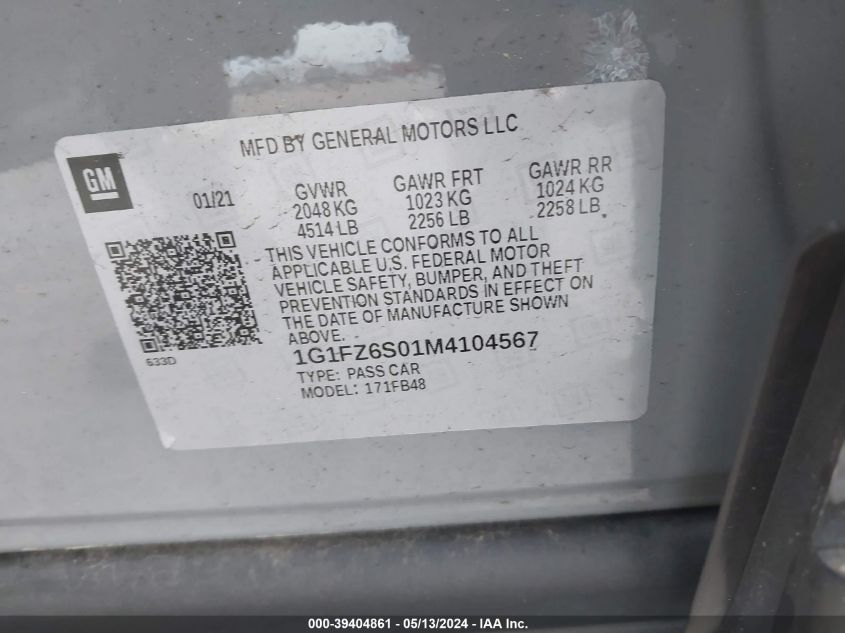 MFD BY GENERAL MOTORS LLC
GM
01/21
GVWR GAWR FRT GAWR RR
2048 KG 1023 KG 1024 KG
4514 LB 2256 LB 2258 LB
THIS VEHICLE CONFORMS TO ALL
APPLICABLE U.S. FEDERAL MOTOR
VEHICLE SAFETY, BUMPER, AND THEFT
PREVENTION STANDARDS IN EFFECT ON
THE DATE OF MANUFACTURE SHOWN
ABOVE.
633D
1G1FZ6S01M4104567
TYPE: PASS CAR
MODEL: 171FB48
000-39404861 - 05/13/2024 - IAA Inc.